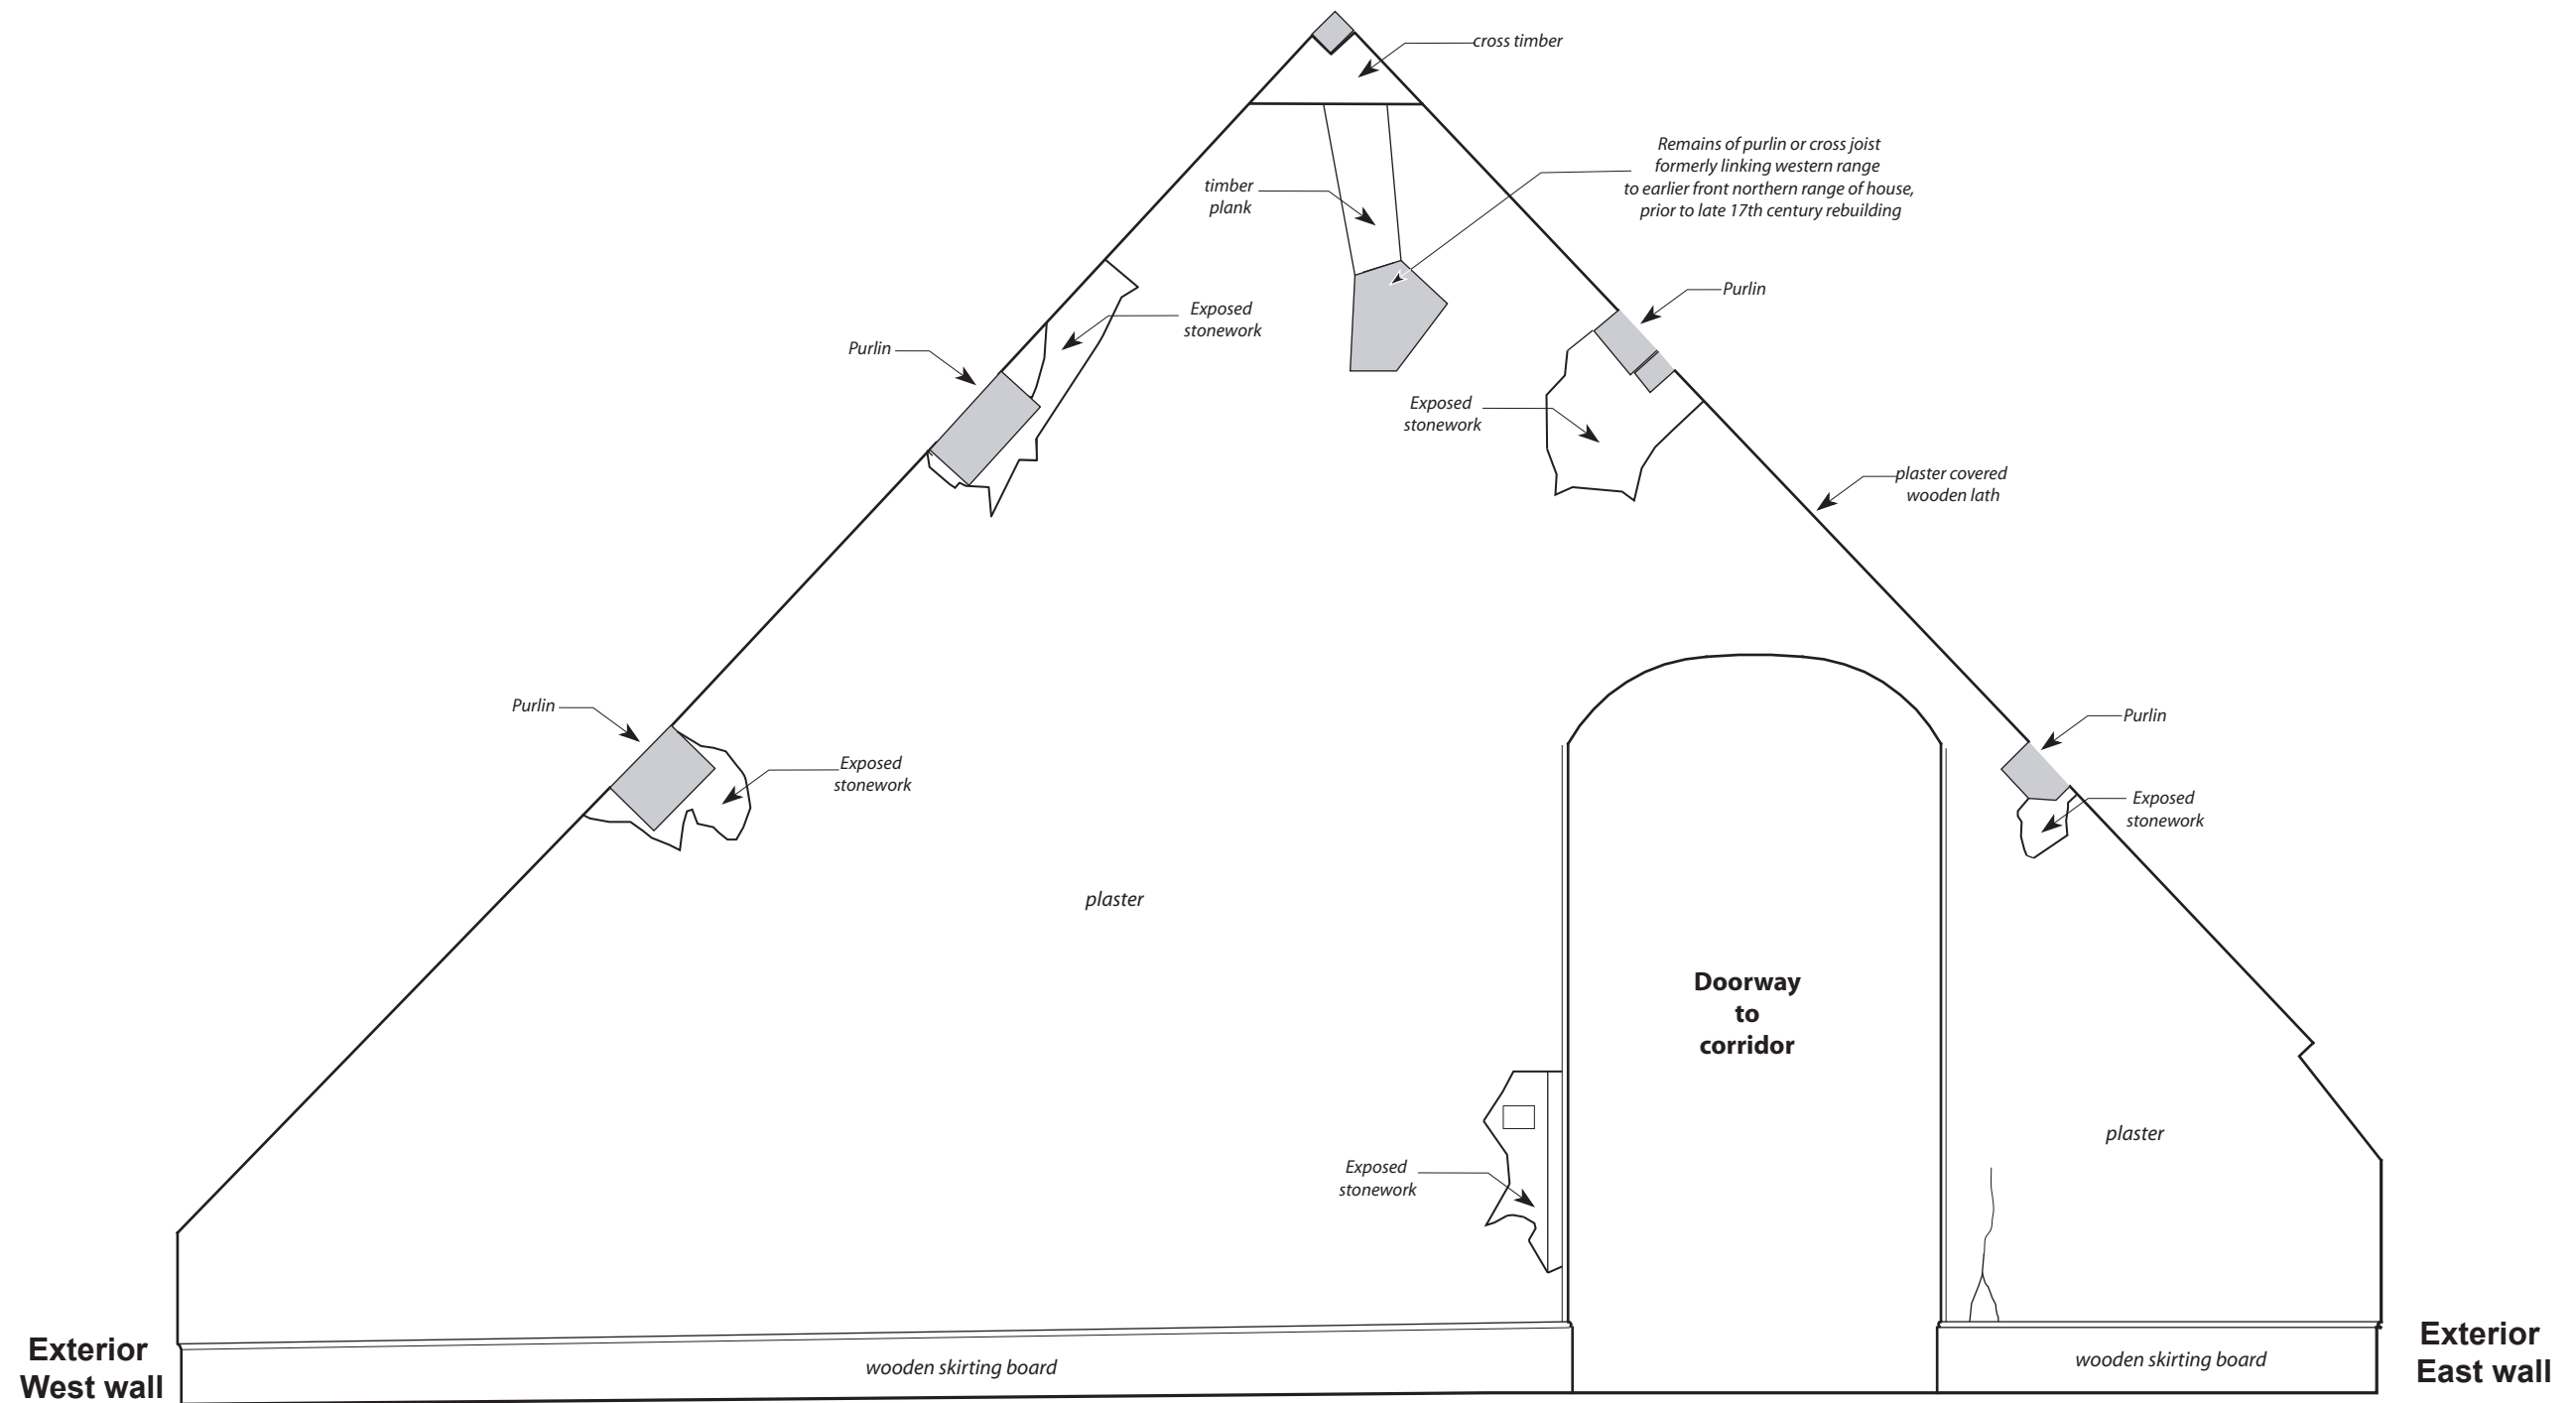 cross timber
Remains of purlin or cross joist
formerly linking western range
to earlier front northern range of house,
prior to late 17th century rebuilding
timber
plank
Purlin
Exposed
stonework
Purlin
Exposed
stonework
plaster covered
wooden lath
Purlin
Exposed
stonework
Purlin
Exposed
stonework
plaster
Doorway
to
corridor
plaster
Exposed
stonework
Exterior
West wall
wooden skirting board
wooden skirting board
Exterior
East wall